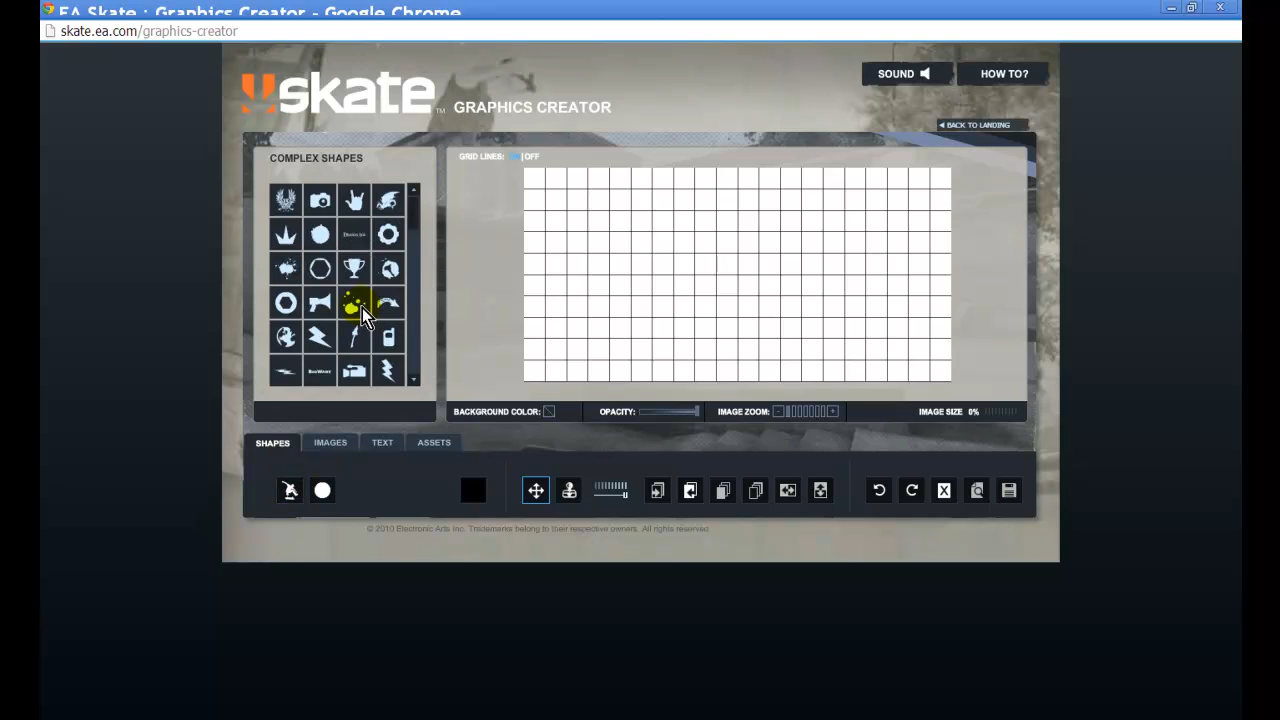 EA Skate : Graphics Creator - Google Chrome
skate.ea.com/graphics-creator
skate™ GRAPHICS CREATOR
SOUND
HOW TO?
BACK TO LANDING
COMPLEX SHAPES
GRID LINES: ON | OFF
BACKGROUND COLOR:
OPACITY:
IMAGE ZOOM:
IMAGE SIZE 0%
SHAPES
IMAGES
TEXT
ASSETS
© 2010 Electronic Arts Inc. Trademarks belong to their respective owners. All rights reserved